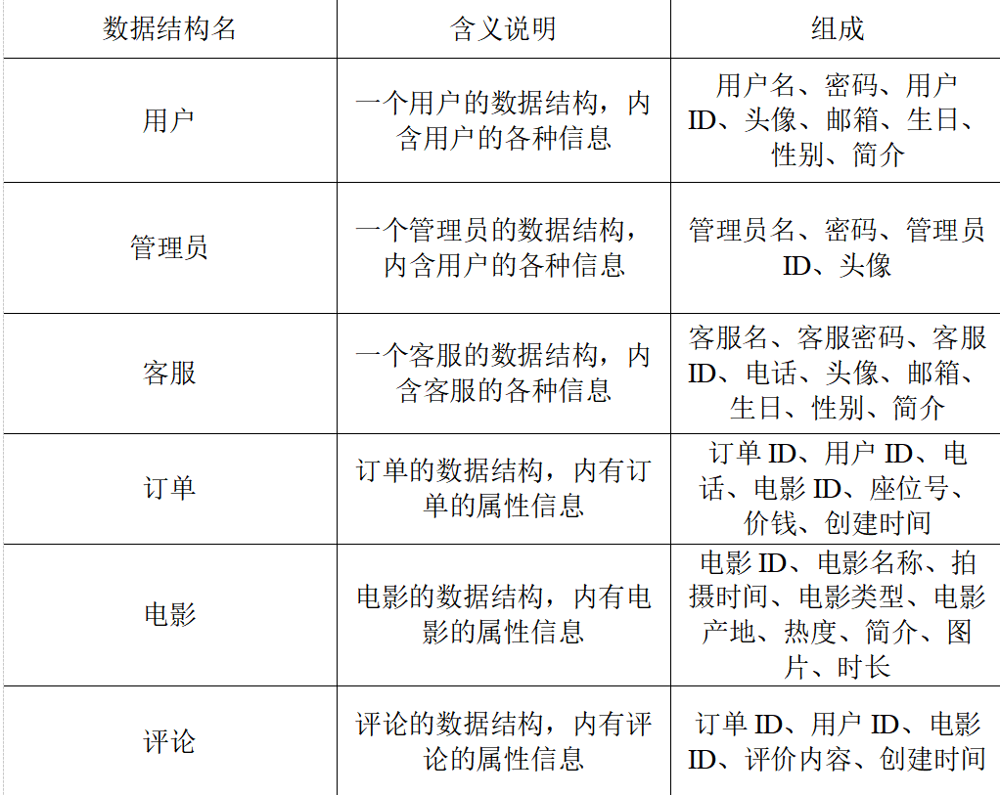 数据结构名
含义说明
组成
用户
一个用户的数据结构，内
含用户的各种信息
用户名、密码、用户
ID、头像、邮箱、生日、
性别、简介
管理员
一个管理员的数据结构，
内含用户的各种信息
管理员名、密码、管理员
ID、头像
客服
一个客服的数据结构，内
含客服的各种信息
客服名、客服密码、客服
ID、电话、头像、邮箱、
生日、性别、简介
订单
订单的数据结构，内有订
单的属性信息
订单 ID、用户 ID、电
话、电影 ID、座位号、
价钱、创建时间
电影
电影的数据结构，内有电
影的属性信息
电影 ID、电影名称、拍
摄时间、电影类型、电影
产地、热度、简介、图
片、时长
评论
评论的数据结构，内有评
论的属性信息
订单 ID、用户 ID、电影
ID、评价内容、创建时间